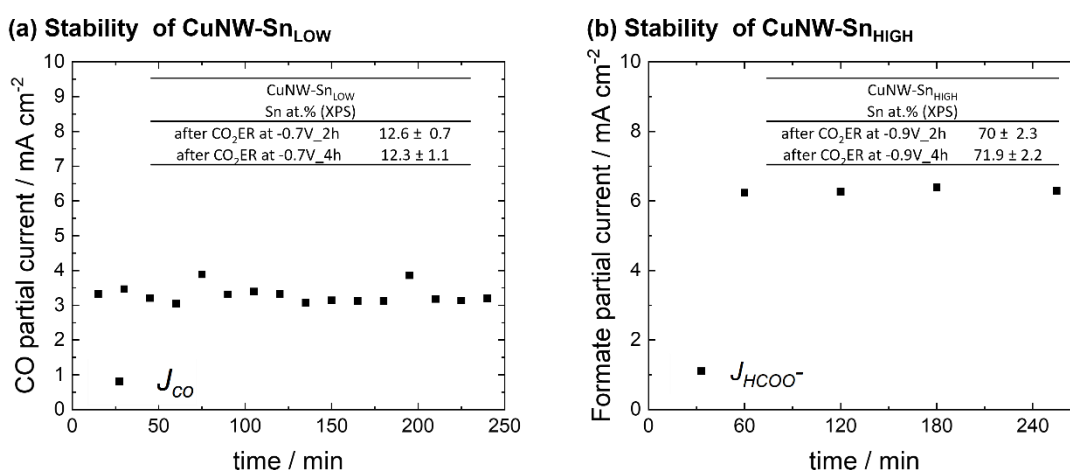 (a) Stability of CuNW-SnLOW
10
9
8
7
6
5
4
3
2
1
0
CO partial current / mA cm-2
CuNW-SnLOW
Sn at.% (XPS)
after CO2ER at -0.7V_2h 12.6 ± 0.7
after CO2ER at -0.7V_4h 12.3 ± 1.1
JCO
0 50 100 150 200 250
time / min
(b) Stability of CuNW-SnHIGH
10
8
6
4
2
0
Formate partial current / mA cm-2
CuNW-SnHIGH
Sn at.% (XPS)
after CO2ER at -0.9V_2h 70 ± 2.3
after CO2ER at -0.9V_4h 71.9 ± 2.2
JHCOO-
0 60 120 180 240
time / min